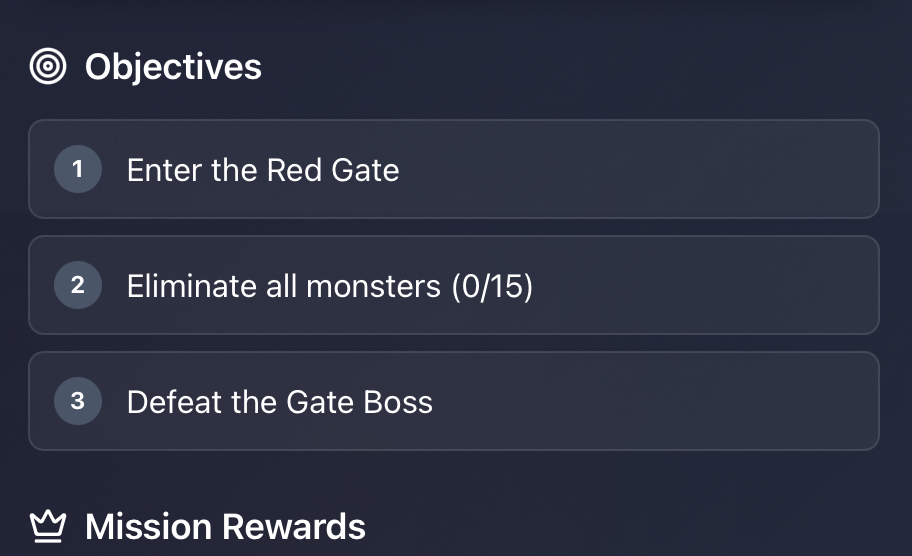 Objectives
1 Enter the Red Gate
2 Eliminate all monsters (0/15)
3 Defeat the Gate Boss
Mission Rewards